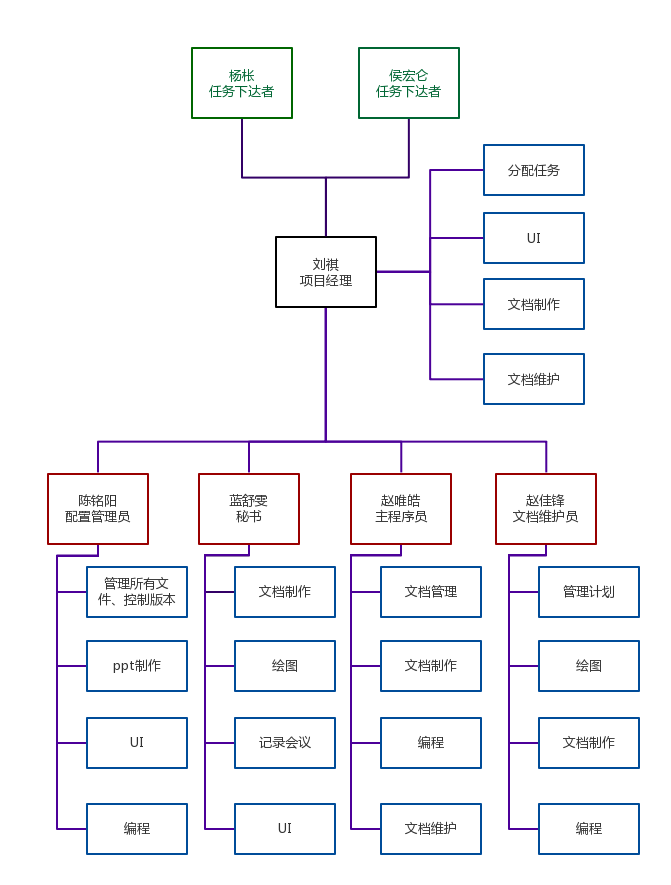 杨枨
任务下达者
侯宏仑
任务下达者
分配任务
UI
刘祺
项目经理
文档制作
文档维护
陈铭阳
配置管理员
蓝舒雯
秘书
赵唯皓
主程序员
赵佳锋
文档维护员
管理所有文
件、控制版本
文档制作
文档管理
管理计划
ppt制作
绘图
文档制作
绘图
UI
记录会议
编程
文档制作
编程
UI
文档维护
编程